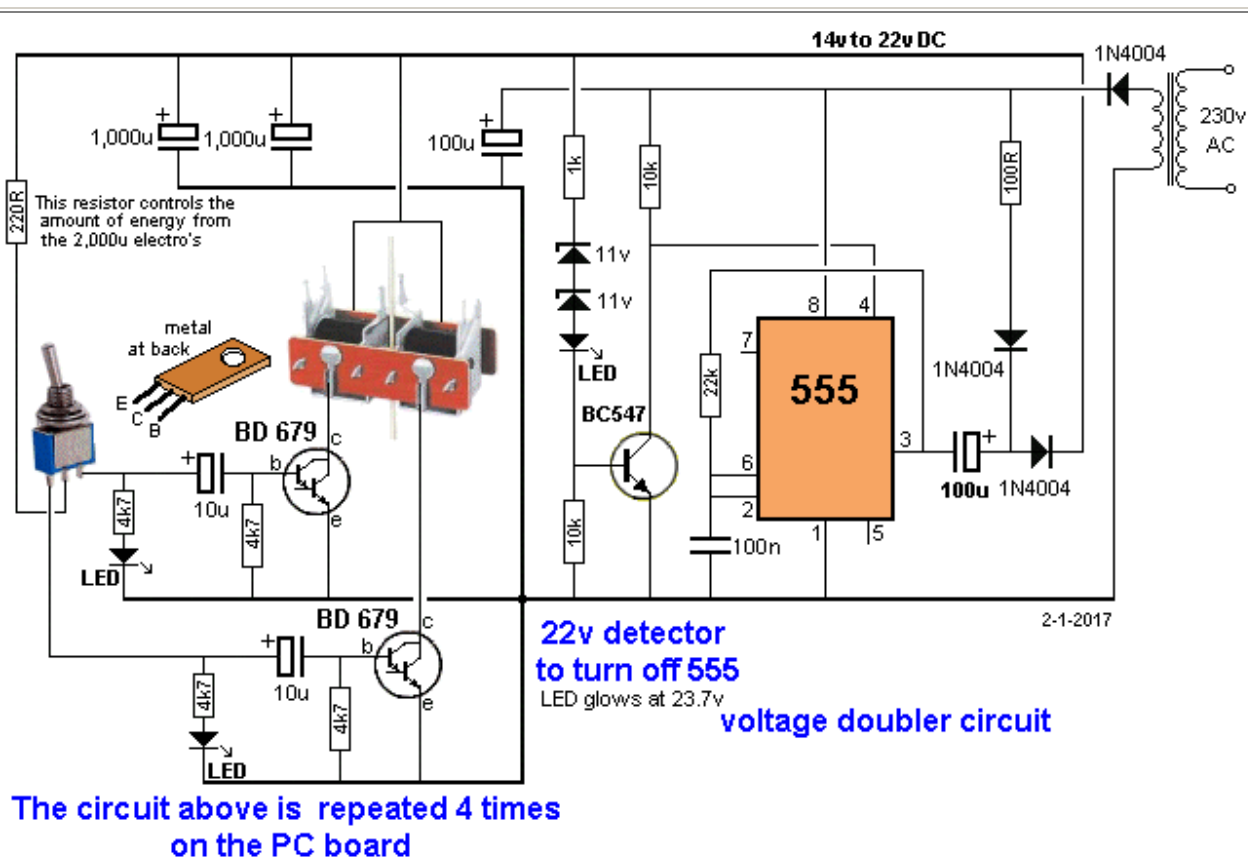 14v to 22v DC
1N4004
230v
AC
1,000u
+
1,000u
+
100u
+
1k
10k
100R
220R
This resistor controls the
amount of energy from
the 2,000u electro's
11v
11v
LED
metal
at back
E
C
B
8
4
7
22k
555
1N4004
BC547
3
6
2
1
5
+
100u
1N4004
BD 679
c
b
e
+
10u
4k7
4k7
LED
10k
100n
2-1-2017
BD 679
c
b
e
+
10u
4k7
4k7
LED
22v detector
to turn off 555
LED glows at 23.7v
voltage doubler circuit
The circuit above is repeated 4 times
on the PC board